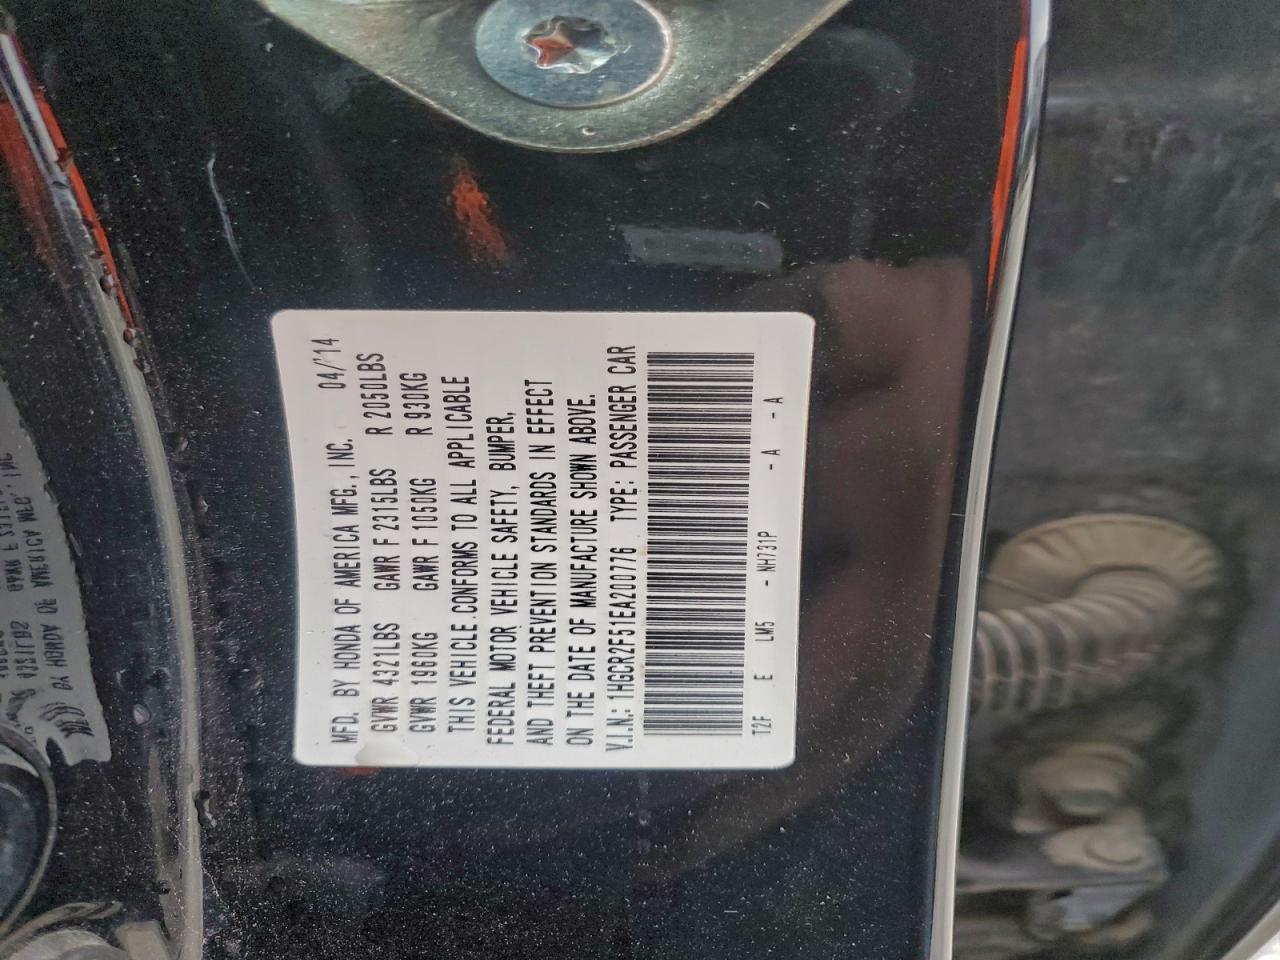 MFD. BY HONDA OF AMERICA MFG., INC. 04/14
GVWR 4321LBS GAWR F 2315LBS R 2050LBS
GVWR 1960KG GAWR F 1050KG R 930KG
THIS VEHICLE CONFORMS TO ALL APPLICABLE
FEDERAL MOTOR VEHICLE SAFETY, BUMPER,
AND THEFT PREVENTION STANDARDS IN EFFECT
ON THE DATE OF MANUFACTURE SHOWN ABOVE.
V.I.N.: 1HGCR2F51EA200776 TYPE: PASSENGER CAR
T2F E LM5 - NH731P - A - A